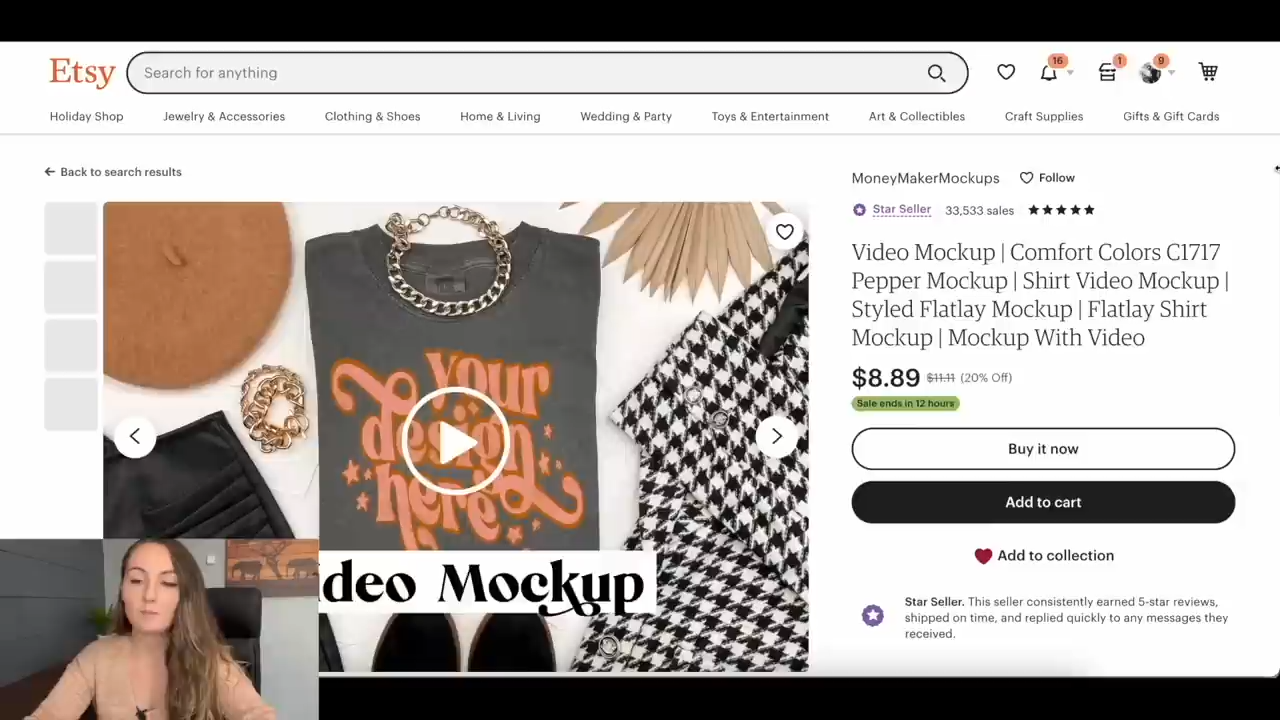 Etsy
Search for anything
16
1
9
Holiday Shop
Jewelry & Accessories
Clothing & Shoes
Home & Living
Wedding & Party
Toys & Entertainment
Art & Collectibles
Craft Supplies
Gifts & Gift Cards
Back to search results
MoneyMakerMockups
Follow
Star Seller
33,533 sales
Video Mockup | Comfort Colors C1717
Pepper Mockup | Shirt Video Mockup |
Styled Flatlay Mockup | Flatlay Shirt
Mockup | Mockup With Video
$8.89 $11.11 (20% Off)
Sale ends in 12 hours
Buy it now
Add to cart
Add to collection
Star Seller. This seller consistently earned 5-star reviews,
shipped on time, and replied quickly to any messages they
received.
your
design
here
deo Mockup